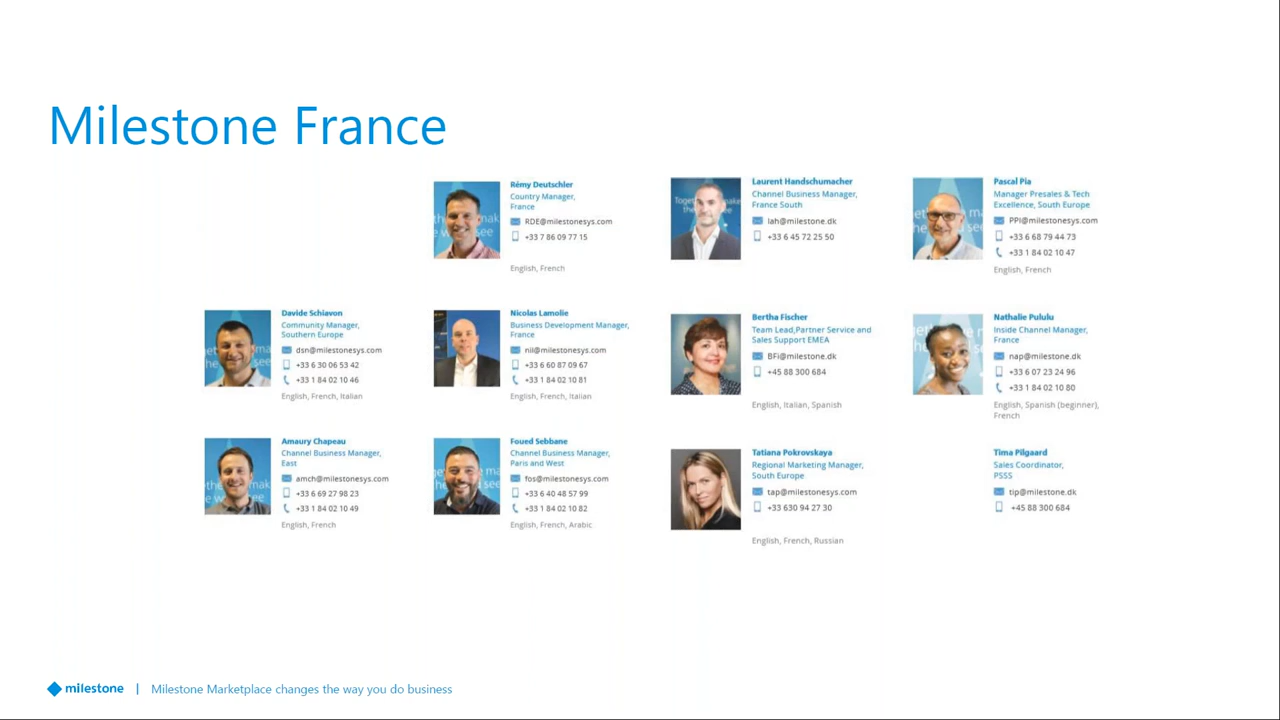 Milestone France
Rémy Deutschler
Country Manager,
France
RDE@milestonesys.com
+33 7 86 09 77 15
English, French
Laurent Handschumacher
Channel Business Manager,
France South
lah@milestone.dk
+33 6 45 72 25 50
Pascal Pia
Manager Presales & Tech
Excellence, South Europe
PPI@milestonesys.com
+33 6 68 79 44 73
+33 1 84 02 10 47
English, French
Davide Schiavon
Community Manager,
Southern Europe
dsn@milestonesys.com
+33 6 30 06 53 42
+33 1 84 02 10 46
English, French, Italian
Nicolas Lamolie
Business Development Manager,
France
nil@milestonesys.com
+33 6 60 87 09 67
+33 1 84 02 10 81
English, French, Italian
Bertha Fischer
Team Lead,Partner Service and
Sales Support EMEA
BFi@milestone.dk
+45 88 300 684
English, Italian, Spanish
Nathalie Pululu
Inside Channel Manager,
France
nap@milestone.dk
+33 6 07 23 24 96
+33 1 84 02 10 80
English, Spanish (beginner),
French
Amaury Chapeau
Channel Business Manager,
East
amch@milestonesys.com
+33 6 69 27 98 23
+33 1 84 02 10 49
English, French
Foued Sebbane
Channel Business Manager,
Paris and West
fos@milestonesys.com
+33 6 40 48 57 99
+33 1 84 02 10 82
English, French, Arabic
Tatiana Pokrovskaya
Regional Marketing Manager,
South Europe
tap@milestonesys.com
+33 630 94 27 30
English, French, Russian
Tima Pilgaard
Sales Coordinator,
PSSS
tip@milestone.dk
+45 88 300 684
milestone | Milestone Marketplace changes the way you do business